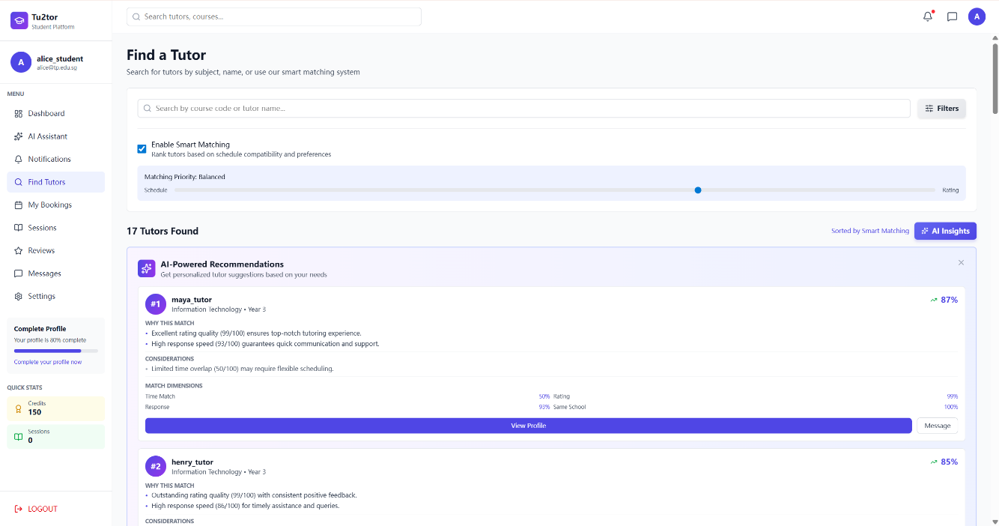 Tu2tor
Student Platform
Search tutors, courses...
A
A
alice_student
alice@tp.edu.sg
MENU
Dashboard
AI Assistant
Notifications
Find Tutors
My Bookings
Sessions
Reviews
Messages
Settings
Complete Profile
Your profile is 80% complete
Complete your profile now
QUICK STATS
Credits
150
Sessions
0
LOGOUT
Find a Tutor
Search for tutors by subject, name, or use our smart matching system
Search by course code or tutor name...
Filters
Enable Smart Matching
Rank tutors based on schedule compatibility and preferences
Matching Priority: Balanced
Schedule
Rating
17 Tutors Found
Sorted by Smart Matching
AI Insights
AI-Powered Recommendations
Get personalized tutor suggestions based on your needs
#1
maya_tutor
Information Technology • Year 3
87%
WHY THIS MATCH
• Excellent rating quality (99/100) ensures top-notch tutoring experience.
• High response speed (93/100) guarantees quick communication and support.
CONSIDERATIONS
• Limited time overlap (50/100) may require flexible scheduling.
MATCH DIMENSIONS
Time Match 50% Rating 99%
Response 93% Same School 100%
View Profile
Message
#2
henry_tutor
Information Technology • Year 3
85%
WHY THIS MATCH
• Outstanding rating quality (99/100) with consistent positive feedback.
• High response speed (86/100) for timely assistance and queries.
CONSIDERATIONS